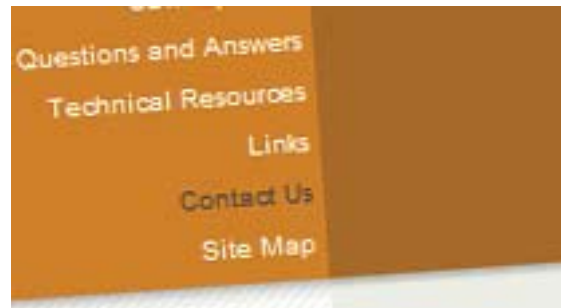 Questions and Answers
Technical Resources
Links
Contact Us
Site Map